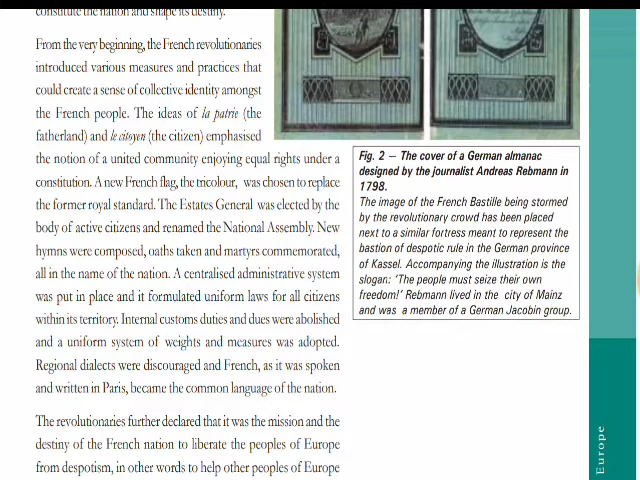 constitute the nation and shape its destiny.
From the very beginning, the French revolutionaries
introduced various measures and practices that
could create a sense of collective identity amongst
the French people. The ideas of la patrie (the
fatherland) and le citoyen (the citizen) emphasised
the notion of a united community enjoying equal rights under a
constitution. A new French flag, the tricolour, was chosen to replace
the former royal standard. The Estates General was elected by the
body of active citizens and renamed the National Assembly. New
hymns were composed, oaths taken and martyrs commemorated,
all in the name of the nation. A centralised administrative system
was put in place and it formulated uniform laws for all citizens
within its territory. Internal customs duties and dues were abolished
and a uniform system of weights and measures was adopted.
Regional dialects were discouraged and French, as it was spoken
and written in Paris, became the common language of the nation.
The revolutionaries further declared that it was the mission and the
destiny of the French nation to liberate the peoples of Europe
from despotism, in other words to help other peoples of Europe
Fig. 2 — The cover of a German almanac
designed by the journalist Andreas Rebmann in
1798.
The image of the French Bastille being stormed
by the revolutionary crowd has been placed
next to a similar fortress meant to represent the
bastion of despotic rule in the German province
of Kassel. Accompanying the illustration is the
slogan: ‘The people must seize their own
freedom!’ Rebmann lived in the city of Mainz
and was a member of a German Jacobin group.
Europe